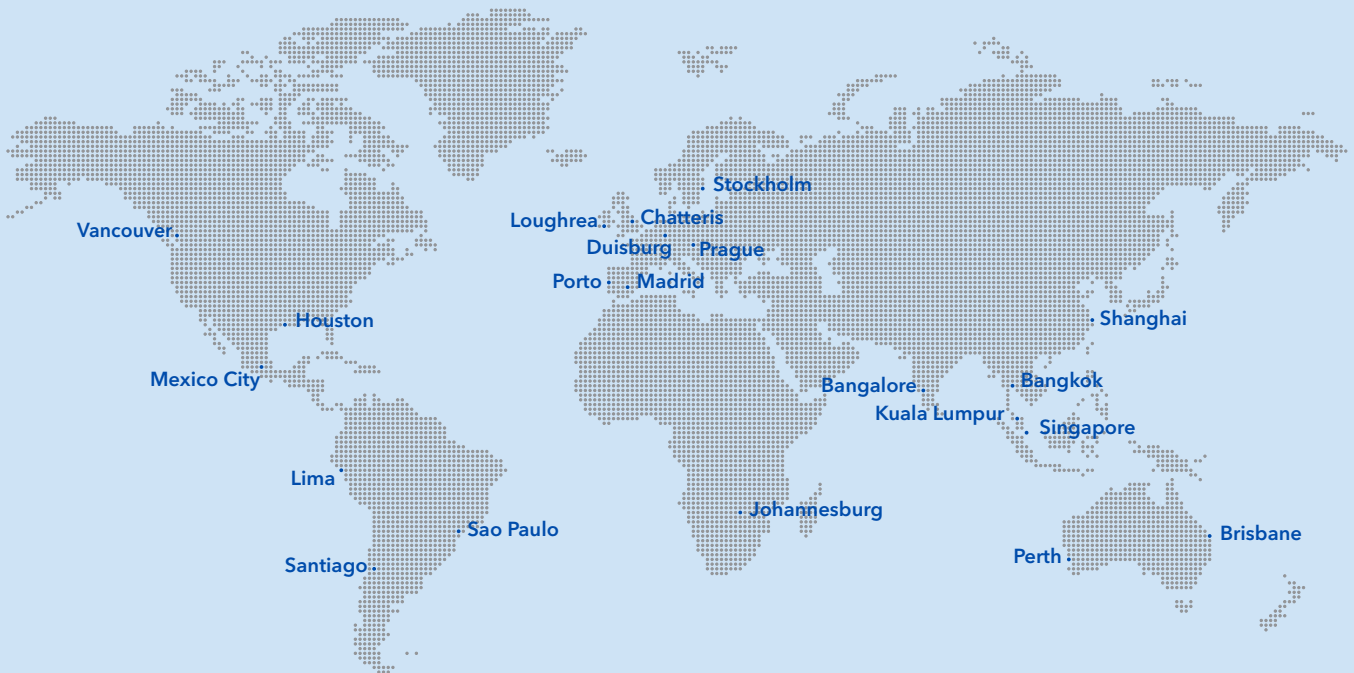 Stockholm
Loughrea
Chatteris
Vancouver
Duisburg
Prague
Porto
Madrid
Houston
Shanghai
Mexico City
Bangalore
Bangkok
Kuala Lumpur
Singapore
Lima
Johannesburg
Sao Paulo
Brisbane
Perth
Santiago